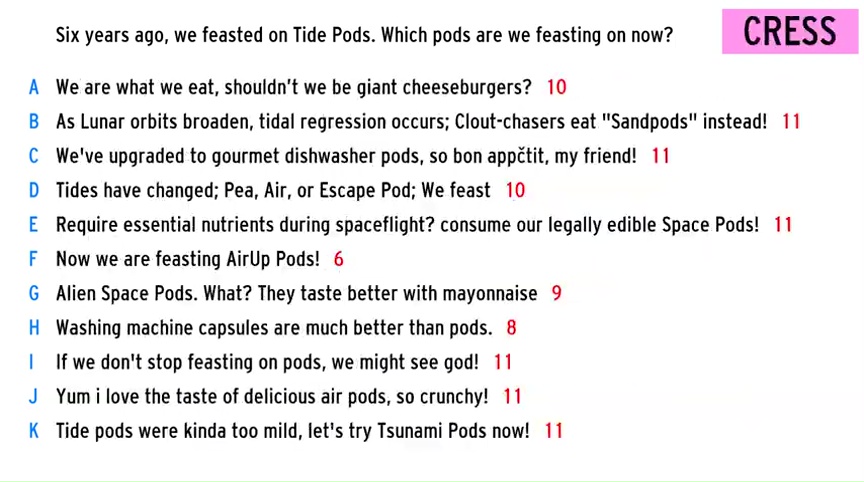 Six years ago, we feasted on Tide Pods. Which pods are we feasting on now?
CRESS
A We are what we eat, shouldn't we be giant cheeseburgers? 10
B As Lunar orbits broaden, tidal regression occurs; Clout-chasers eat "Sandpods" instead! 11
C We've upgraded to gourmet dishwasher pods, so bon appčtit, my friend! 11
D Tides have changed; Pea, Air, or Escape Pod; We feast 10
E Require essential nutrients during spaceflight? consume our legally edible Space Pods! 11
F Now we are feasting AirUp Pods! 6
G Alien Space Pods. What? They taste better with mayonnaise 9
H Washing machine capsules are much better than pods. 8
I If we don't stop feasting on pods, we might see god! 11
J Yum i love the taste of delicious air pods, so crunchy! 11
K Tide pods were kinda too mild, let's try Tsunami Pods now! 11